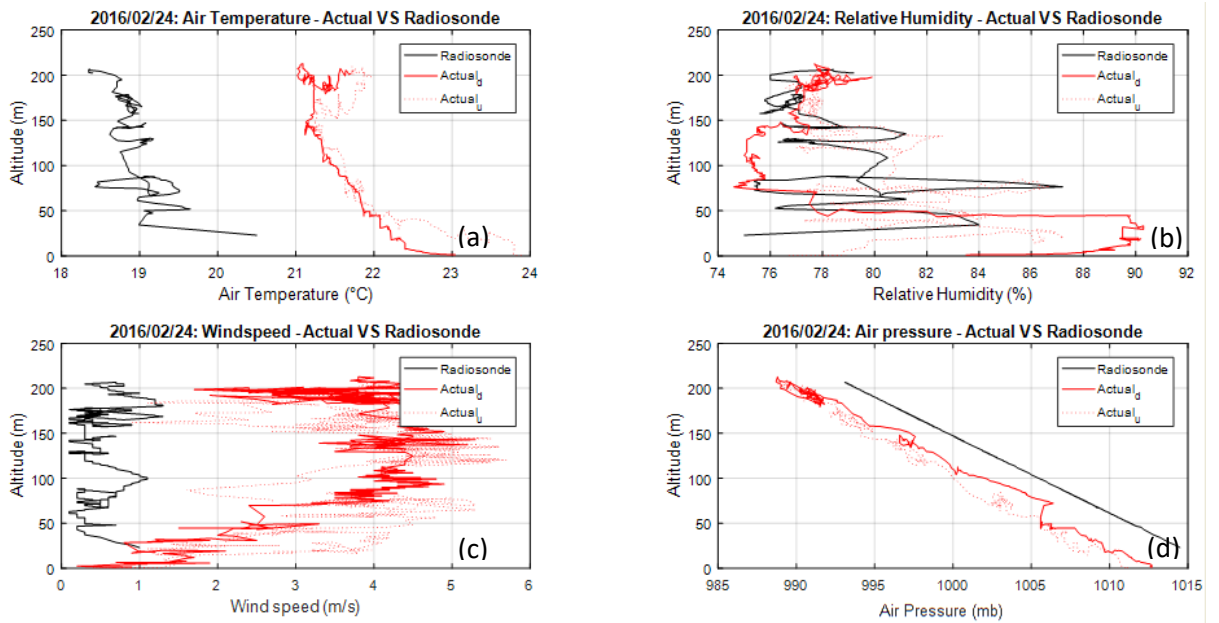 2016/02/24: Air Temperature - Actual VS Radiosonde
250
200
150
100
50
0
Altitude (m)
Radiosonde
Actual_d
Actual_u
(a)
18 19 20 21 22 23 24
Air Temperature (°C)
2016/02/24: Relative Humidity - Actual VS Radiosonde
250
200
150
100
50
0
Altitude (m)
Radiosonde
Actual_d
Actual_u
(b)
74 76 78 80 82 84 86 88 90 92
Relative Humidity (%)
2016/02/24: Windspeed - Actual VS Radiosonde
250
200
150
100
50
0
Altitude (m)
Radiosonde
Actual_d
Actual_u
(c)
0 1 2 3 4 5 6
Wind speed (m/s)
2016/02/24: Air pressure - Actual VS Radiosonde
250
200
150
100
50
0
Altitude (m)
Radiosonde
Actual_d
Actual_u
(d)
985 990 995 1000 1005 1010 1015
Air Pressure (mb)